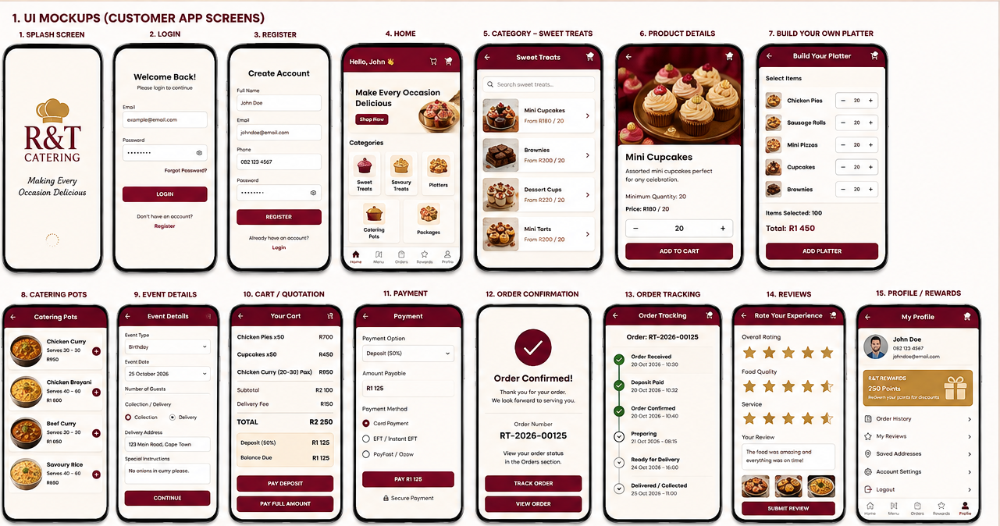 1. UI MOCKUPS (CUSTOMER APP SCREENS)
1. SPLASH SCREEN
R&T
CATERING
Making Every
Occasion Delicious
2. LOGIN
Welcome Back!
Please login to continue
Email
example@email.com
Password
Forgot Password?
LOGIN
Don't have an account?
Register
3. REGISTER
Create Account
Full Name
John Doe
Email
johndoe@email.com
Phone
082 123 4567
Password
REGISTER
Already have an account?
Login
4. HOME
Hello, John 👋
Make Every Occasion
Delicious
Shop Now
Categories
Sweet
Treats
Savoury
Treats
Platters
Catering
Pots
Packages
Home
Menu
Orders
Rewards
Profile
5. CATEGORY – SWEET TREATS
Sweet Treats
Search sweet treats...
Mini Cupcakes
From R180 / 20
Brownies
From R200 / 20
Dessert Cups
From R220 / 20
Mini Tarts
From R200 / 20
6. PRODUCT DETAILS
Mini Cupcakes
Assorted mini cupcakes perfect
for any celebration.
Minimum Quantity: 20
Price: R180 / 20
− 20 +
ADD TO CART
7. BUILD YOUR OWN PLATTER
Build Your Platter
Select Items
Chicken Pies − 20 +
Sausage Rolls − 20 +
Mini Pizzas − 20 +
Cupcakes − 20 +
Brownies − 20 +
Items Selected: 100
Total: R1 450
ADD PLATTER
8. CATERING POTS
Catering Pots
Chicken Curry
Serves 20 - 30
R950
Chicken Breyani
Serves 40 - 60
R1 800
Beef Curry
Serves 20 - 30
R1 050
Savoury Rice
Serves 40 - 60
R850
9. EVENT DETAILS
Event Details
Event Type
Birthday
Event Date
25 October 2026
Number of Guests
Collection / Delivery
Collection
Delivery
Delivery Address
123 Main Road, Cape Town
Special Instructions
No onions in curry please.
CONTINUE
10. CART / QUOTATION
Your Cart
Chicken Pies x50 R700
Cupcakes x50 R450
Chicken Curry (20-30) Pax) R950
Subtotal R2 100
Delivery Fee R150
TOTAL R2 250
Deposit (50%) R1 125
Balance Due R1 125
PAY DEPOSIT
PAY FULL AMOUNT
11. PAYMENT
Payment
Payment Option
Deposit (50%)
Amount Payable
R1 125
Payment Method
Card Payment
EFT / Instant EFT
PayFast / Ozow
PAY R1 125
Secure Payment
12. ORDER CONFIRMATION
Order Confirmed!
Thank you for your order.
We look forward to serving you.
Order Number
RT-2026-00125
View your order status
in the Orders section.
TRACK ORDER
VIEW ORDER
13. ORDER TRACKING
Order Tracking
Order: RT-2026-00125
Order Received
20 Oct 2026 - 10:30
Deposit Paid
20 Oct 2026 - 10:32
Order Confirmed
20 Oct 2026 - 10:40
Preparing
21 Oct 2026 - 08:15
Ready for Delivery
24 Oct 2026 - 16:00
Delivered / Collected
25 Oct 2026 - 11:00
14. REVIEWS
Rate Your Experience
Overall Rating
Food Quality
Service
Your Review
The food was amazing and
everything was on time!
SUBMIT REVIEW
15. PROFILE / REWARDS
My Profile
John Doe
082 123 4567
johndoe@email.com
R&T REWARDS
250 Points
Redeem your points for discounts
Order History
My Reviews
Saved Addresses
Account Settings
Logout
Home
Menu
Orders
Rewards
Profile